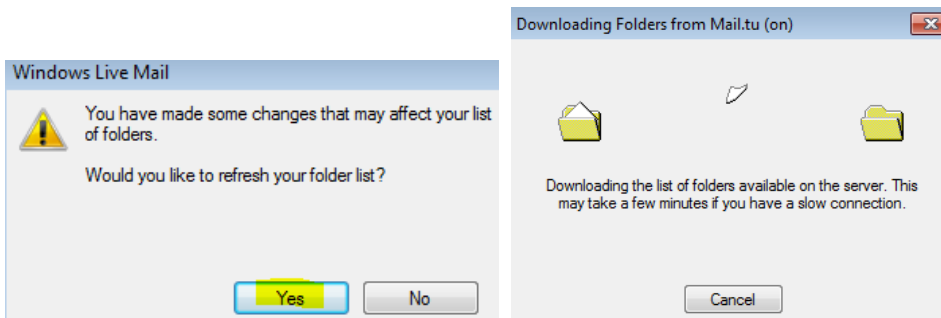 Windows Live Mail
You have made some changes that may affect your list
of folders.
Would you like to refresh your folder list?
Yes
No
Downloading Folders from Mail.tu (on)
Downloading the list of folders available on the server. This
may take a few minutes if you have a slow connection.
Cancel